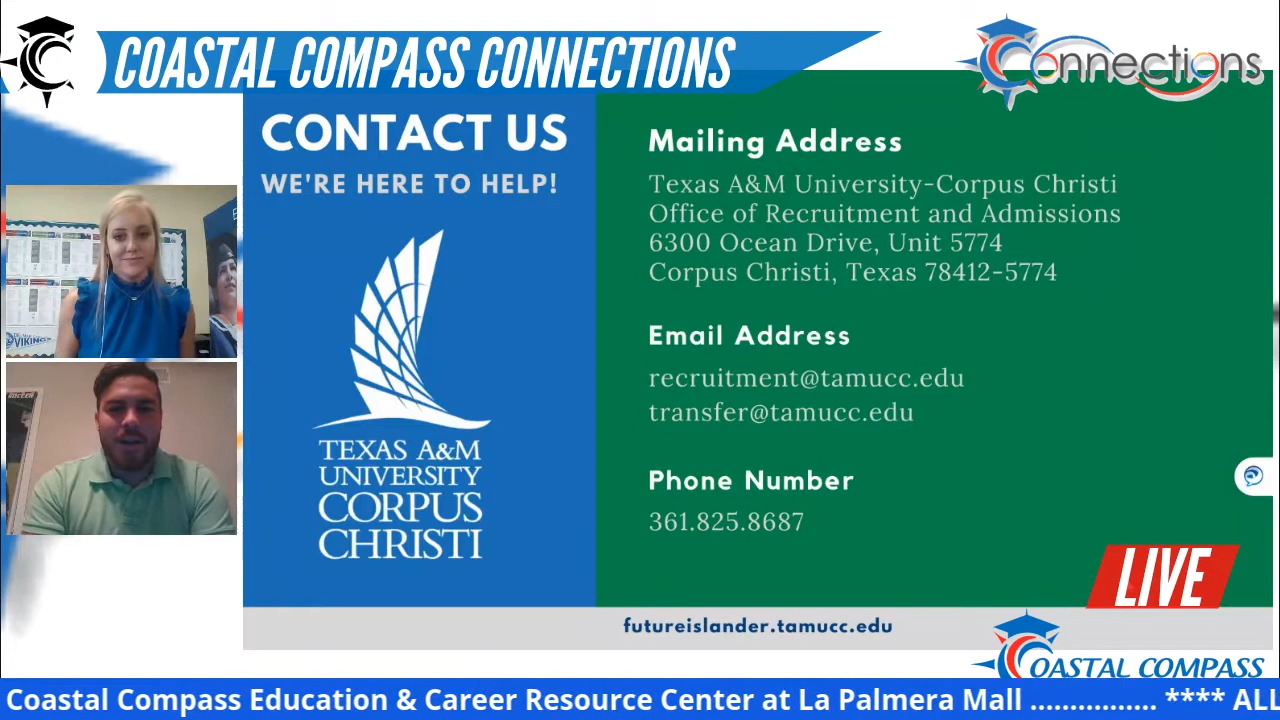 COASTAL COMPASS CONNECTIONS
Connections
CONTACT US
WE'RE HERE TO HELP!
TEXAS A&M
UNIVERSITY
CORPUS
CHRISTI
Mailing Address
Texas A&M University-Corpus Christi
Office of Recruitment and Admissions
6300 Ocean Drive, Unit 5774
Corpus Christi, Texas 78412-5774
Email Address
recruitment@tamucc.edu
transfer@tamucc.edu
Phone Number
361.825.8687
VIKINGS
SOCCER
LIVE
futureislander.tamucc.edu
COASTAL COMPASS
Coastal Compass Education & Career Resource Center at La Palmera Mall ................ **** ALL